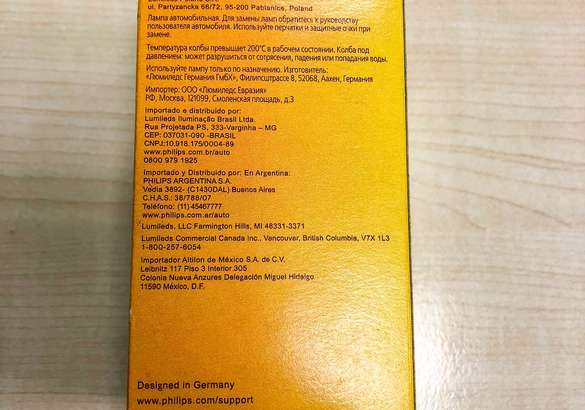 ul. Partyzancka 66/72, 95-200 Pabianice, Poland
Лампа автомобильная. Для замены ламп обратитесь к руководству
пользователя автомобиля. Используйте перчатки и защитные очки при
замене.
Температура колбы превышает 200°C в рабочем состоянии. Колба под
давлением: может разрушиться от сотрясения, падения или попадания воды.
Используйте лампу только по назначению. Изготовитель:
«Люмиледс Германия ГмбХ», Филипсштрассе 8, 52068, Аахен, Германия
Импортер: ООО «Люмиледс Евразия»
РФ, Москва, 121099, Смоленская площадь, д.3
Importado e distribuido por:
Lumileds Iluminação Brasil Ltda.
Rua Projetada PS, 333-Varginha – MG
CEP: 037031-090 -BRASIL
CNPJ:10.918.175/0004-89
www.philips.com.br/auto
0800 979 1925
Importado y Distribuido por: En Argentina:
PHILIPS ARGENTINA S.A.
Vedia 3892- (C1430DAL) Buenos Aires
C.H.A.S.: 38/788/07
Teléfono: (11) 45467777
www.philips.com.ar/auto
Lumileds, LLC Farmington Hills, MI 48331-3371
Lumileds Commercial Canada Inc., Vancouver, British Columbia, V7X 1L3
1-800-257-6054
Importador Altilon de México S.A. de C.V.
Leibnitz 117 Piso 3 Interior 305
Colonia Nueva Anzures Delegación Miguel Hidalgo
11590 México, D.F.
Designed in Germany
www.philips.com/support